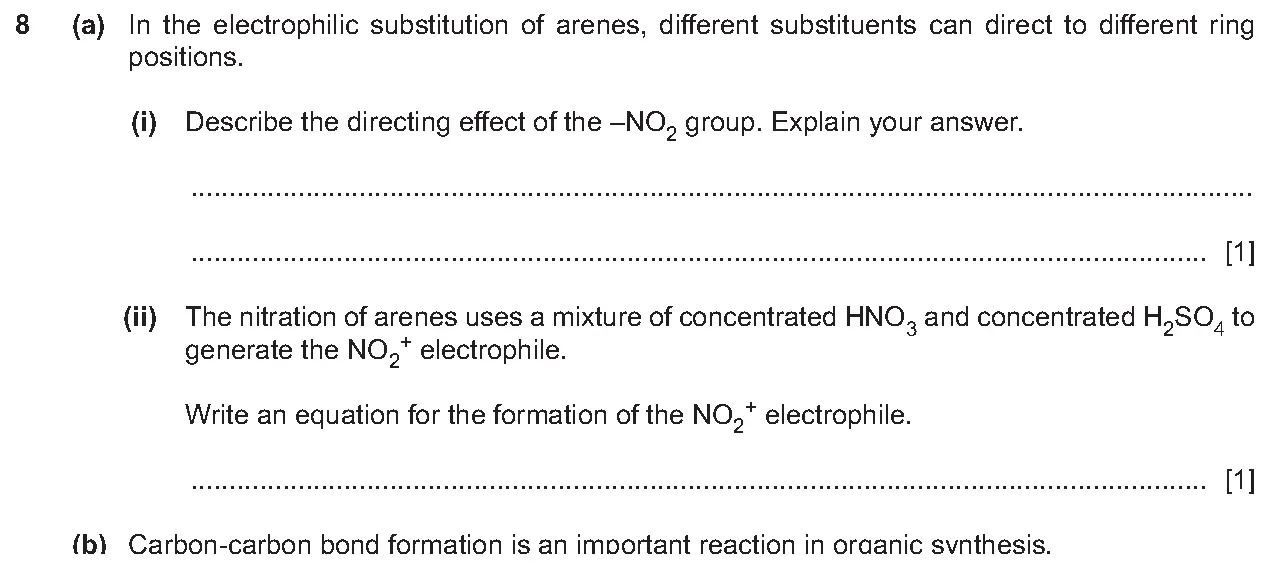 8 (a) In the electrophilic substitution of arenes, different substituents can direct to different ring
positions.
(i) Describe the directing effect of the –NO₂ group. Explain your answer.
..........................................................................................................................................
.................................................................................................................................... [1]
(ii) The nitration of arenes uses a mixture of concentrated HNO₃ and concentrated H₂SO₄ to
generate the NO₂⁺ electrophile.
Write an equation for the formation of the NO₂⁺ electrophile.
.................................................................................................................................... [1]
(b) Carbon-carbon bond formation is an important reaction in organic synthesis.